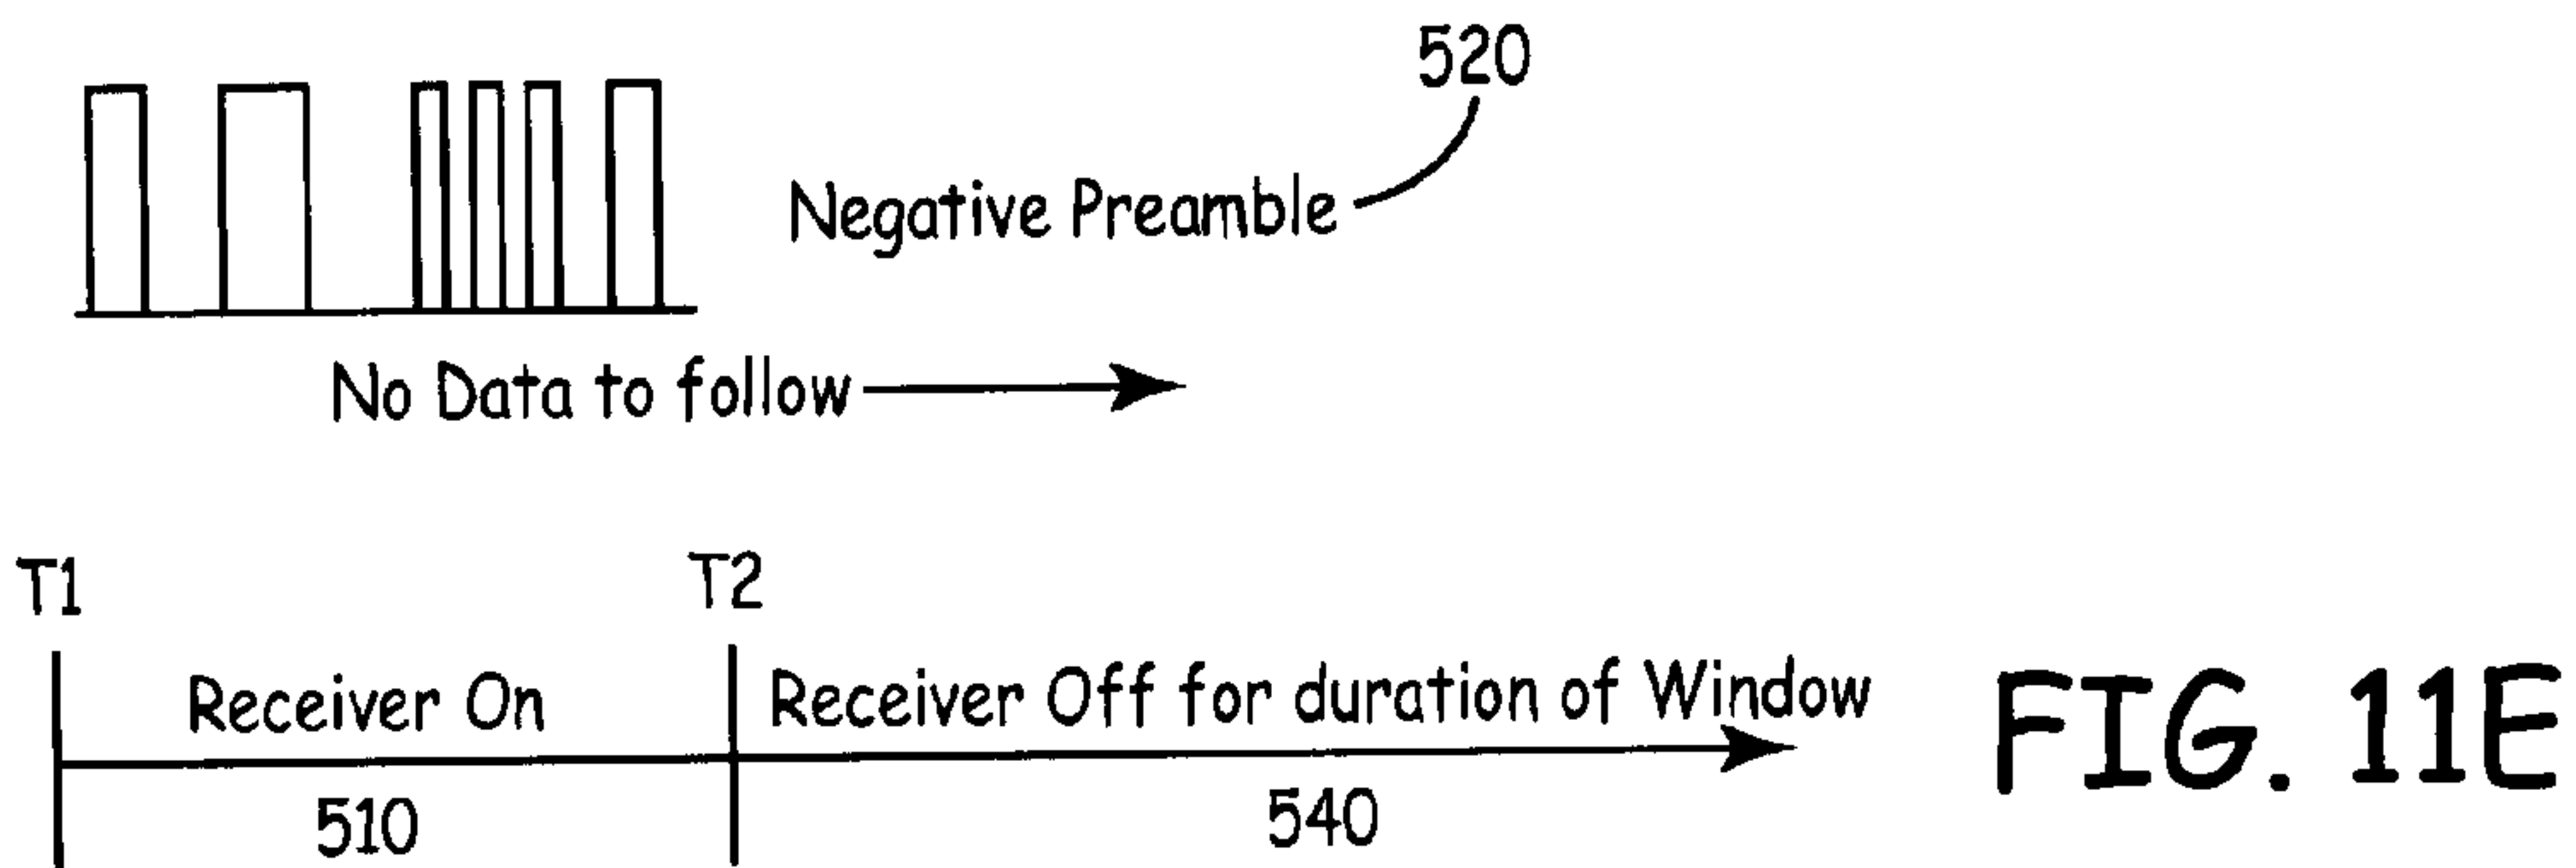 520
Negative Preamble
No Data to follow
T1
T2
Receiver On
Receiver Off for duration of Window
510
540
FIG. 11E